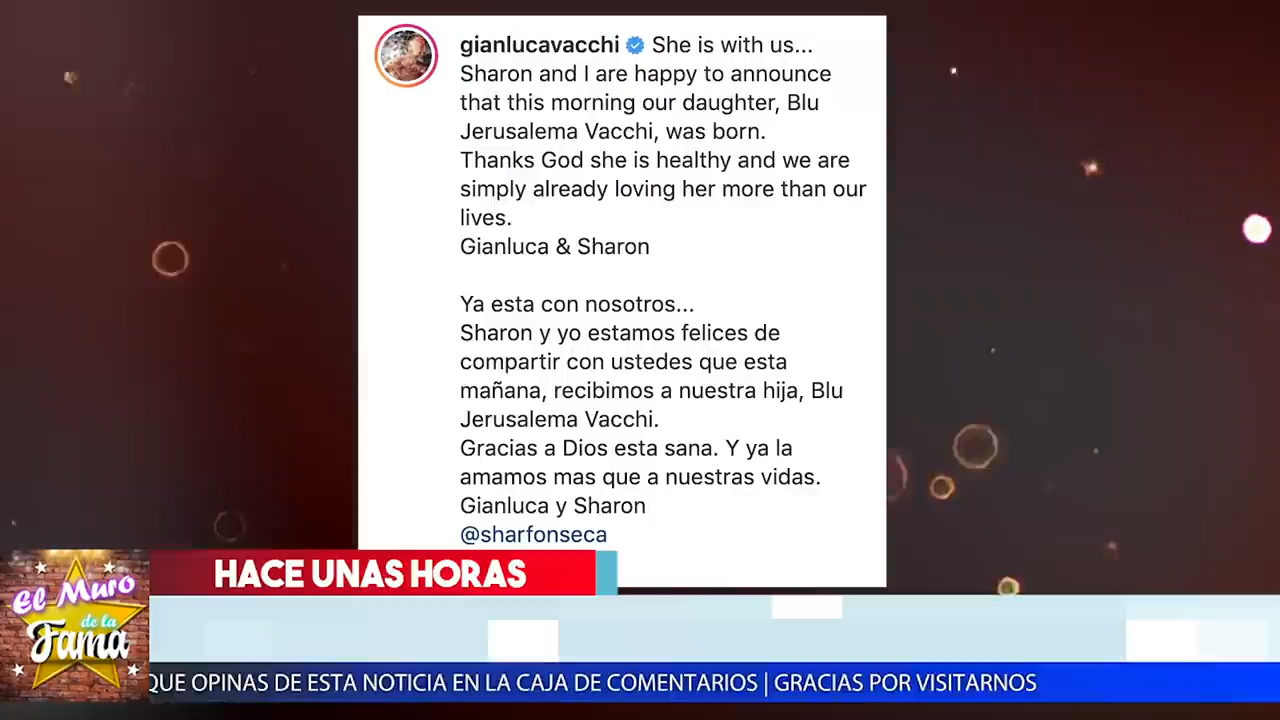 gianlucavacchi She is with us...
Sharon and I are happy to announce
that this morning our daughter, Blu
Jerusalema Vacchi, was born.
Thanks God she is healthy and we are
simply already loving her more than our
lives.
Gianluca & Sharon
Ya esta con nosotros...
Sharon y yo estamos felices de
compartir con ustedes que esta
mañana, recibimos a nuestra hija, Blu
Jerusalema Vacchi.
Gracias a Dios esta sana. Y ya la
amamos mas que a nuestras vidas.
Gianluca y Sharon
@sharfonseca
HACE UNAS HORAS
El Muro
de la
Fama
QUE OPINAS DE ESTA NOTICIA EN LA CAJA DE COMENTARIOS | GRACIAS POR VISITARNOS